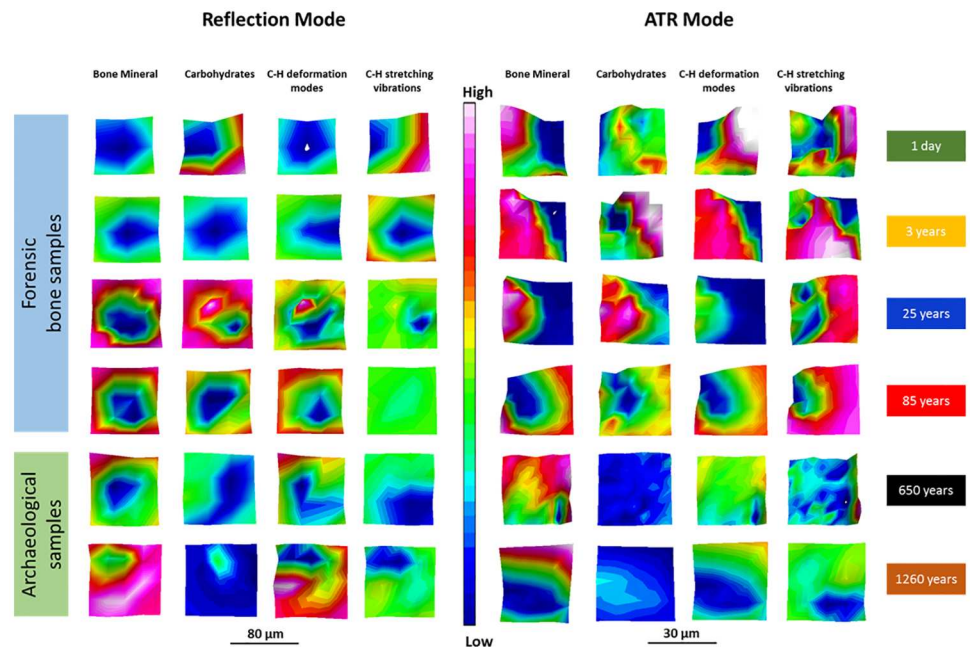 Reflection Mode
ATR Mode
Bone Mineral
Carbohydrates
C-H deformation
modes
C-H stretching
vibrations
High
Bone Mineral
Carbohydrates
C-H deformation
modes
C-H stretching
vibrations
Forensic
bone samples
1 day
3 years
25 years
85 years
Archaeological
samples
650 years
1260 years
80 µm
Low
30 µm